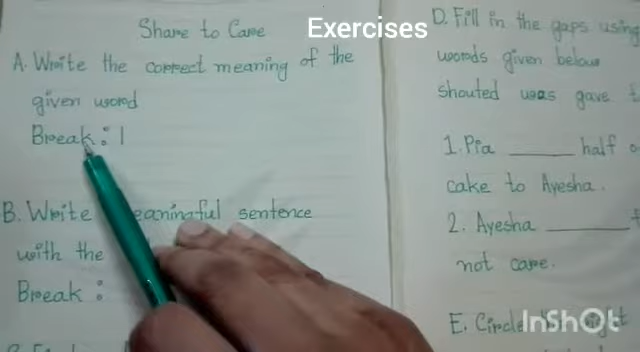 Exercises
Share to Care
A. Write the correct meaning of the
given word
Break :
B. Write meaningful sentence
with the
Break :
D. Fill in the gaps using
words given below
shouted was gave
1. Pia ______ half
cake to Ayesha.
2. Ayesha ______
not care.
E. Circle
InShOt